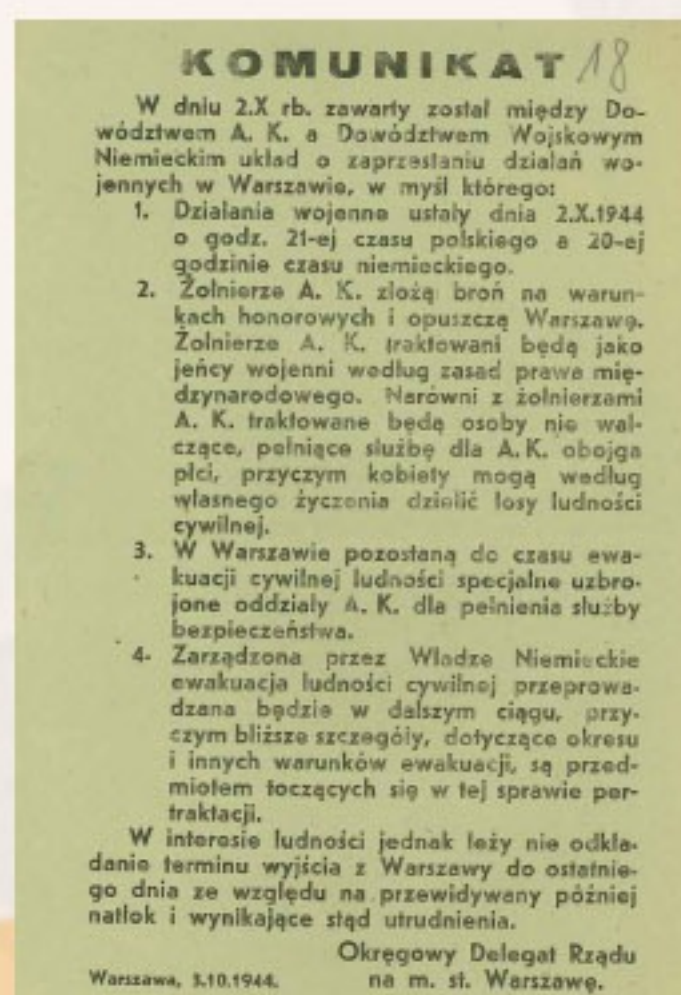 KOMUNIKAT 18
W dniu 2.X rb. zawarty został między Do-
wództwem A. K. a Dowództwem Wojskowym
Niemieckim układ o zaprzestaniu działań wo-
jennych w Warszawie, w myśl którego:
1. Działania wojenne ustały dnia 2.X.1944
o godz. 21-ej czasu polskiego a 20-ej
godzinie czasu niemieckiego.
2. Żołnierze A. K. złożą broń na warun-
kach honorowych i opuszczą Warszawę.
Żołnierze A. K. traktowani będą jako
jeńcy wojenni według zasad prawa mię-
dzynarodowego. Narówni z żołnierzami
A. K. traktowane będą osoby nie wal-
czące, pełniące służbę dla A. K. obojga
płci, przyczym kobiety mogą według
własnego życzenia dzielić losy ludności
cywilnej.
3. W Warszawie pozostaną do czasu ewa-
kuacji cywilnej ludności specjalne uzbro-
jone oddziały A. K. dla pełnienia służby
bezpieczeństwa.
4. Zarządzona przez Władze Niemieckie
ewakuacja ludności cywilnej przeprowa-
dzana będzie w dalszym ciągu, przy-
czym bliższe szczegóły, dotyczące okresu
i innych warunków ewakuacji, są przed-
miotem toczących się w tej sprawie per-
traktacji.
W interesie ludności jednak leży nie odkła-
danie terminu wyjścia z Warszawy do ostatnie-
go dnia ze względu na przewidywany później
natłok i wynikające stąd utrudnienia.
Okręgowy Delegat Rządu
Warszawa, 3.10.1944. na m. st. Warszawę.